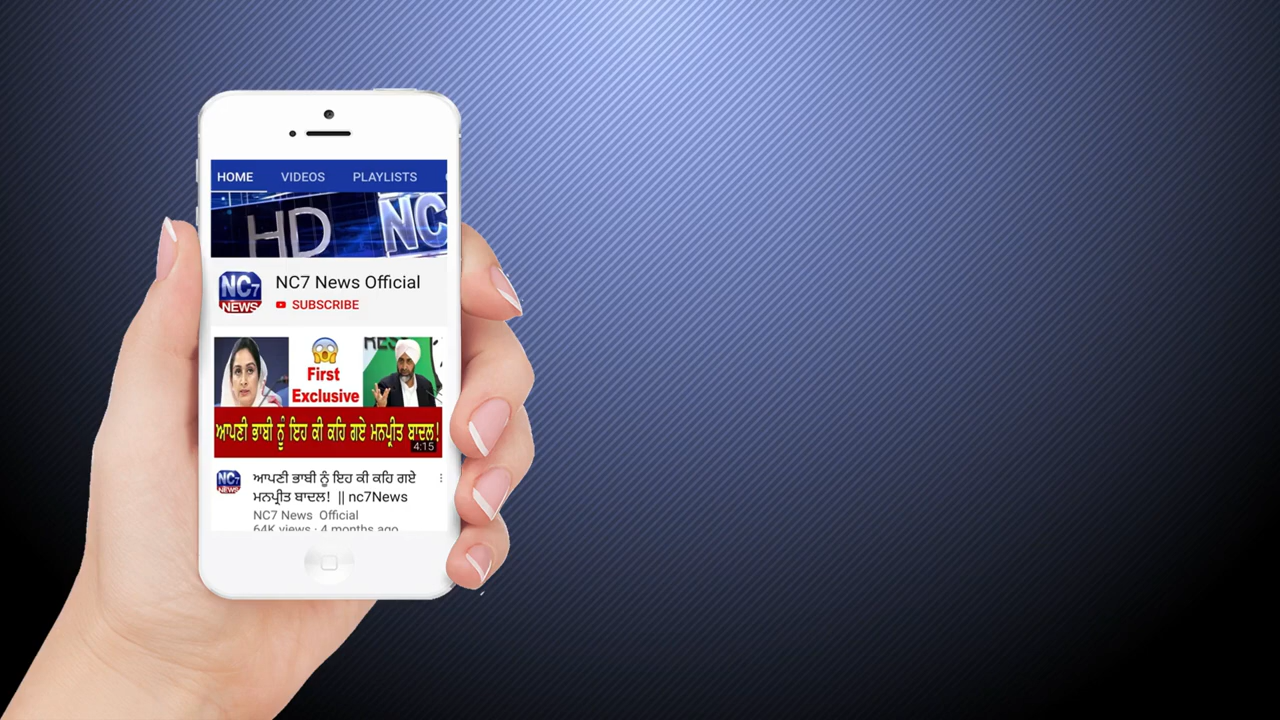 HOME VIDEOS PLAYLISTS
HD NC
NC7 NEWS
NC7 News Official
SUBSCRIBE
First
Exclusive
ਆਪਣੀ ਭਾਬੀ ਨੂੰ ਇਹ ਕੀ ਕਹਿ ਗਏ ਮਨਪ੍ਰੀਤ ਬਾਦਲ!
4:15
NC7 NEWS
ਆਪਣੀ ਭਾਬੀ ਨੂੰ ਇਹ ਕੀ ਕਹਿ ਗਏ
ਮਨਪ੍ਰੀਤ ਬਾਦਲ! || nc7News
NC7 News Official
64K views · 4 months ago